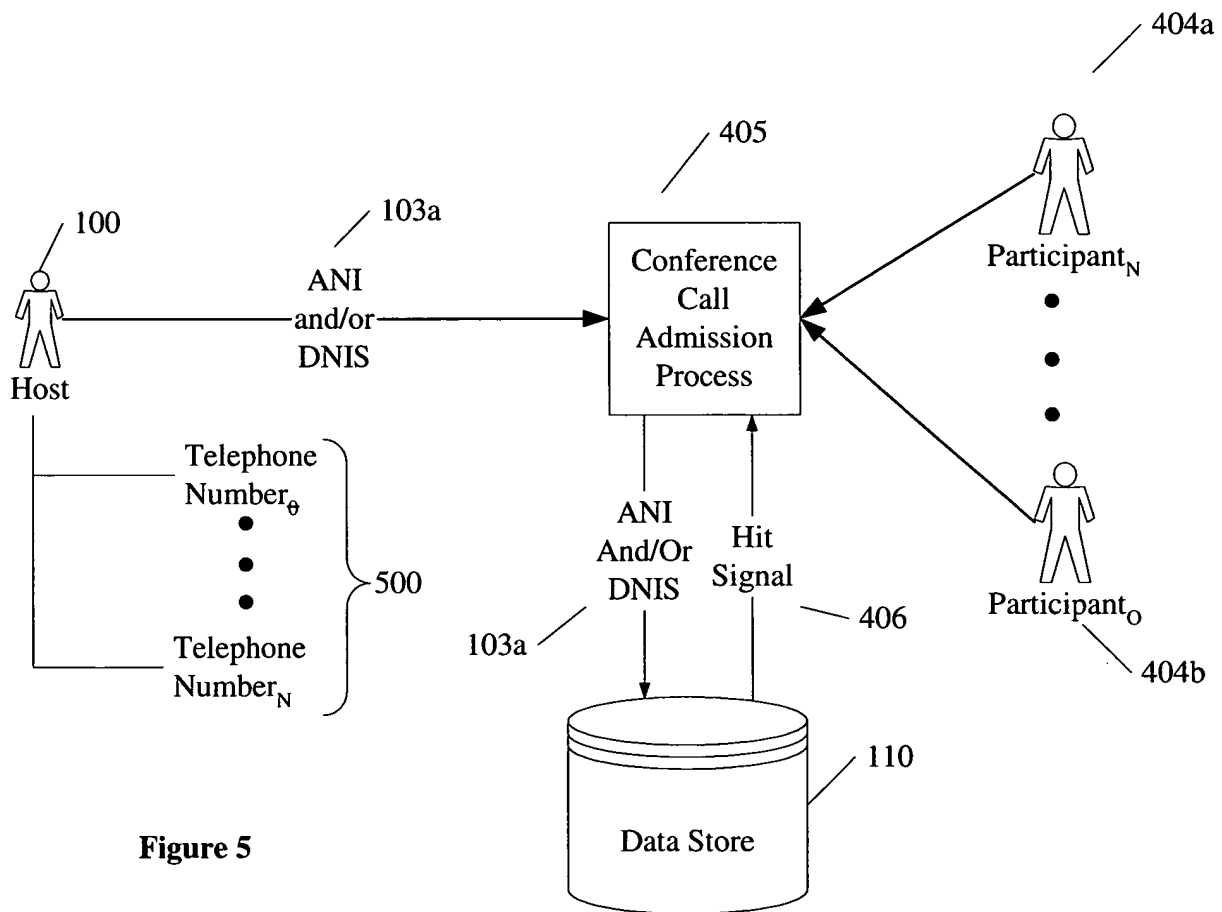 404a
405
100
103a
ANI
and/or
DNIS
Host
Conference
Call
Admission
Process
Participant_N
Telephone
Number_θ
500
Telephone
Number_N
ANI
And/Or
DNIS
103a
Hit
Signal
406
Participant_O
404b
110
Data Store
Figure 5